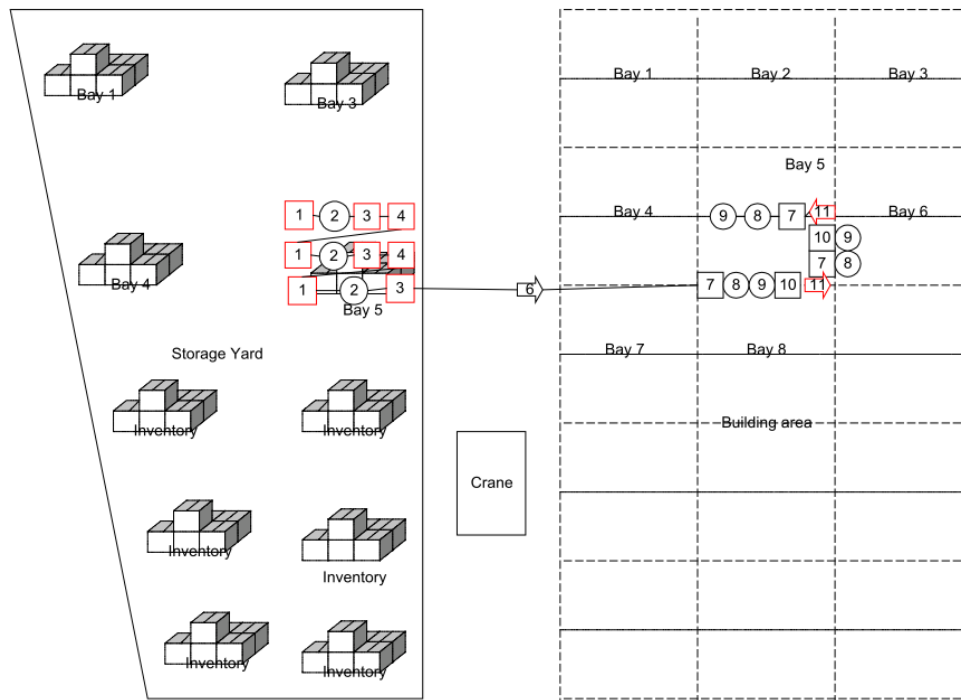 Bay 1 Bay 3
1 2 3 4
1 2 3 4
1 2 3
Bay 4
Bay 5
Storage Yard
Inventory Inventory
Inventory
Inventory
Inventory
Inventory
6
Crane
Bay 1 Bay 2 Bay 3
Bay 5
Bay 4 9 8 7 11 Bay 6
10 9
7 8
7 8 9 10 11
Bay 7 Bay 8
Building area